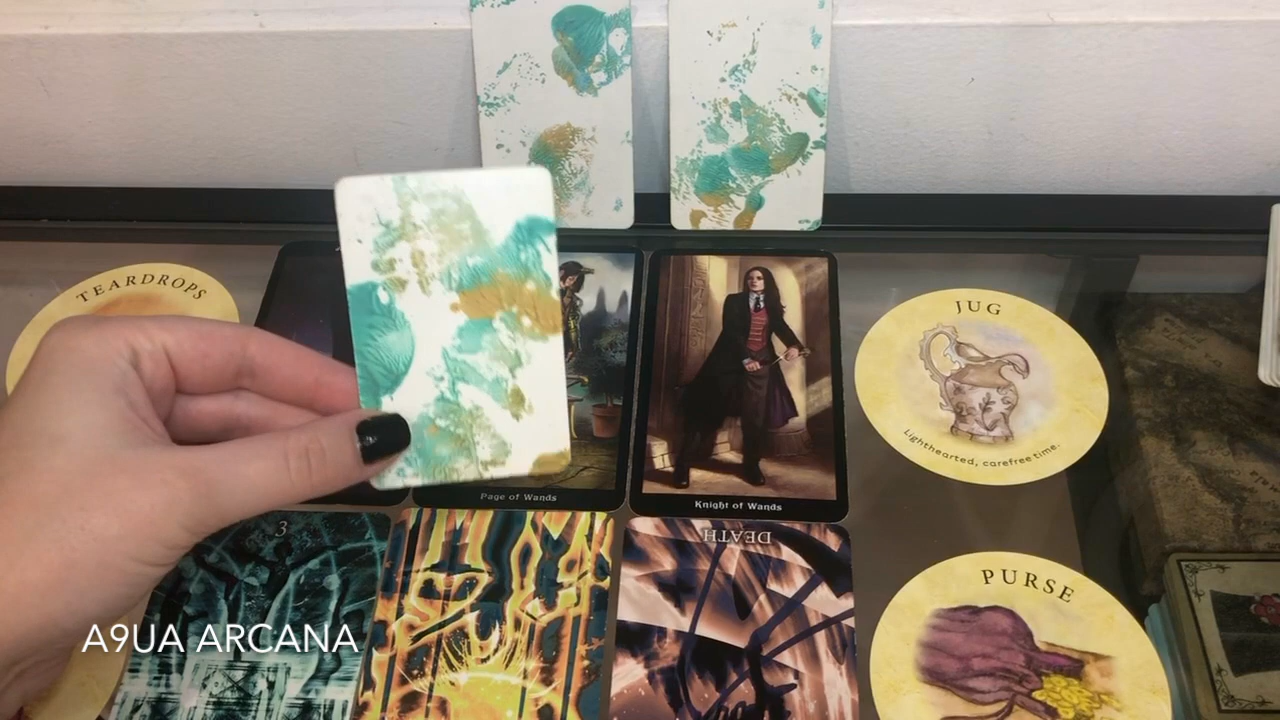 TEARDROPS
JUG
Lighthearted, carefree time.
Page of Wands
Knight of Wands
3
DEATH
PURSE
A9UA ARCANA